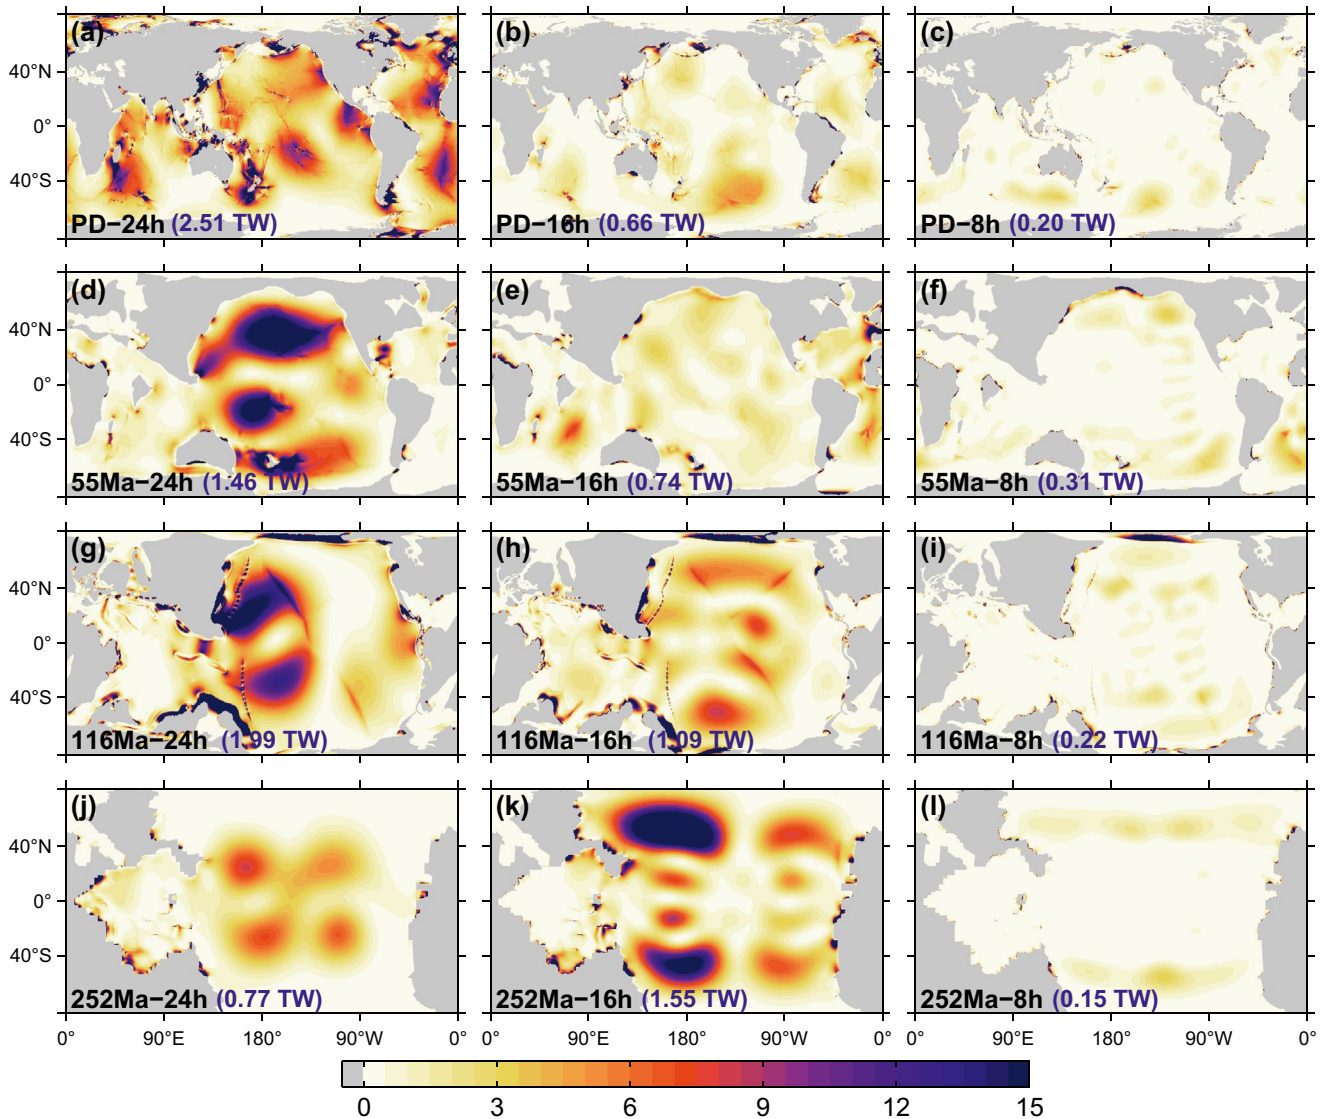 (a) (b) (c)
40°N
0°
40°S
PD−24h (2.51 TW) PD−16h (0.66 TW) PD−8h (0.20 TW)
(d) (e) (f)
40°N
0°
40°S
55Ma−24h (1.46 TW) 55Ma−16h (0.74 TW) 55Ma−8h (0.31 TW)
(g) (h) (i)
40°N
0°
40°S
116Ma−24h (1.99 TW) 116Ma−16h (1.09 TW) 116Ma−8h (0.22 TW)
(j) (k) (l)
40°N
0°
40°S
252Ma−24h (0.77 TW) 252Ma−16h (1.55 TW) 252Ma−8h (0.15 TW)
0° 90°E 180° 90°W 0° 90°E 180° 90°W 0° 90°E 180° 90°W 0°
0 3 6 9 12 15